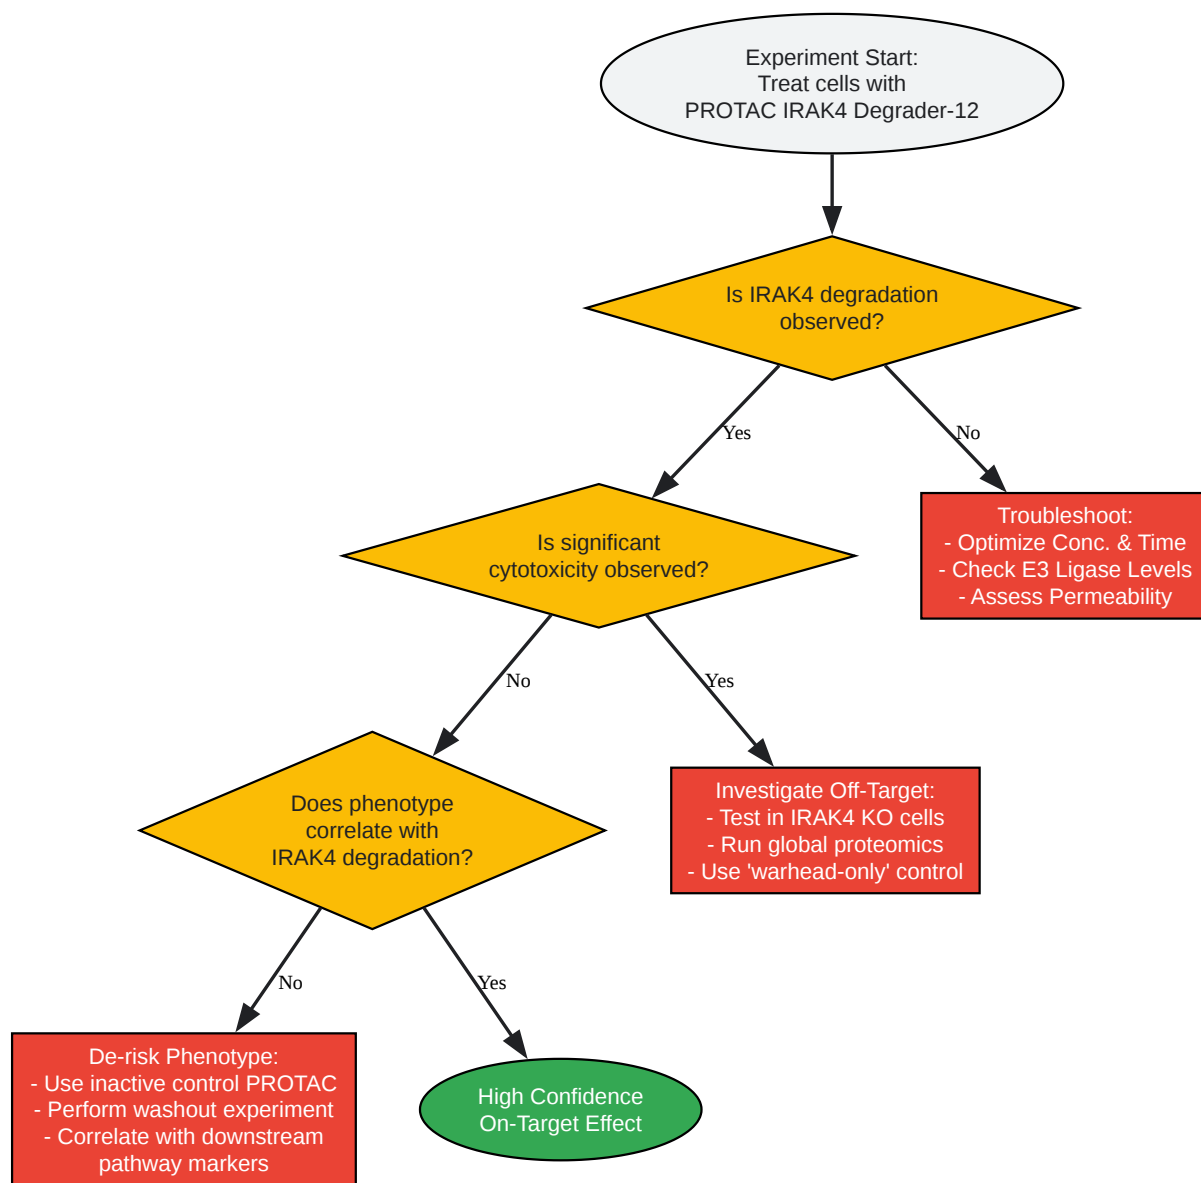 Experiment Start:
Treat cells with
PROTAC IRAK4 Degrader-12
Is IRAK4 degradation
observed?
Yes
No
Is significant
cytotoxicity observed?
Troubleshoot:
- Optimize Conc. & Time
- Check E3 Ligase Levels
- Assess Permeability
No
Yes
Does phenotype
correlate with
IRAK4 degradation?
Investigate Off-Target:
- Test in IRAK4 KO cells
- Run global proteomics
- Use 'warhead-only' control
No
Yes
De-risk Phenotype:
- Use inactive control PROTAC
- Perform washout experiment
- Correlate with downstream
pathway markers
High Confidence
On-Target Effect